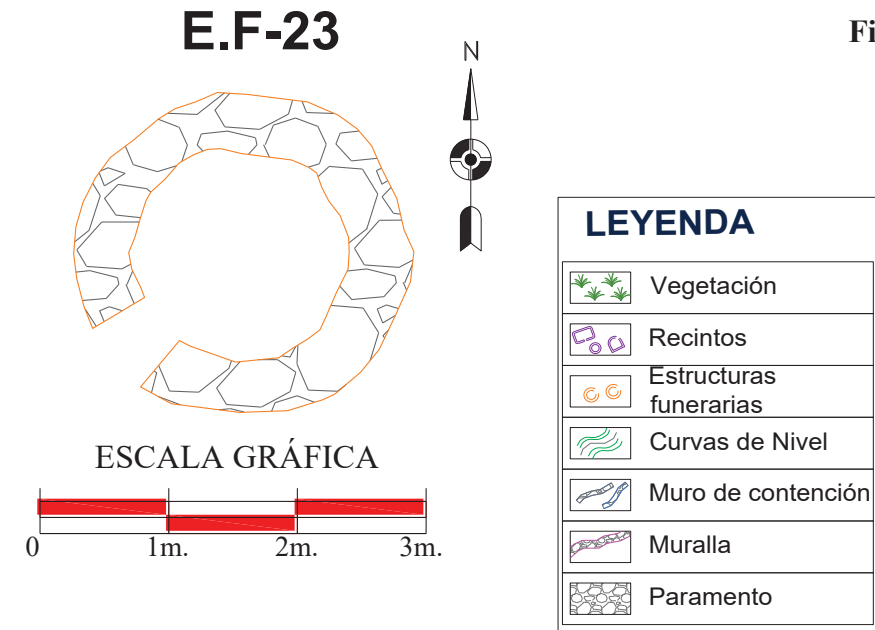 E.F-23
Fi
N
LEYENDA
Vegetación
Recintos
Estructuras
funerarias
Curvas de Nivel
Muro de contención
Muralla
Paramento
ESCALA GRÁFICA
0 1m. 2m. 3m.